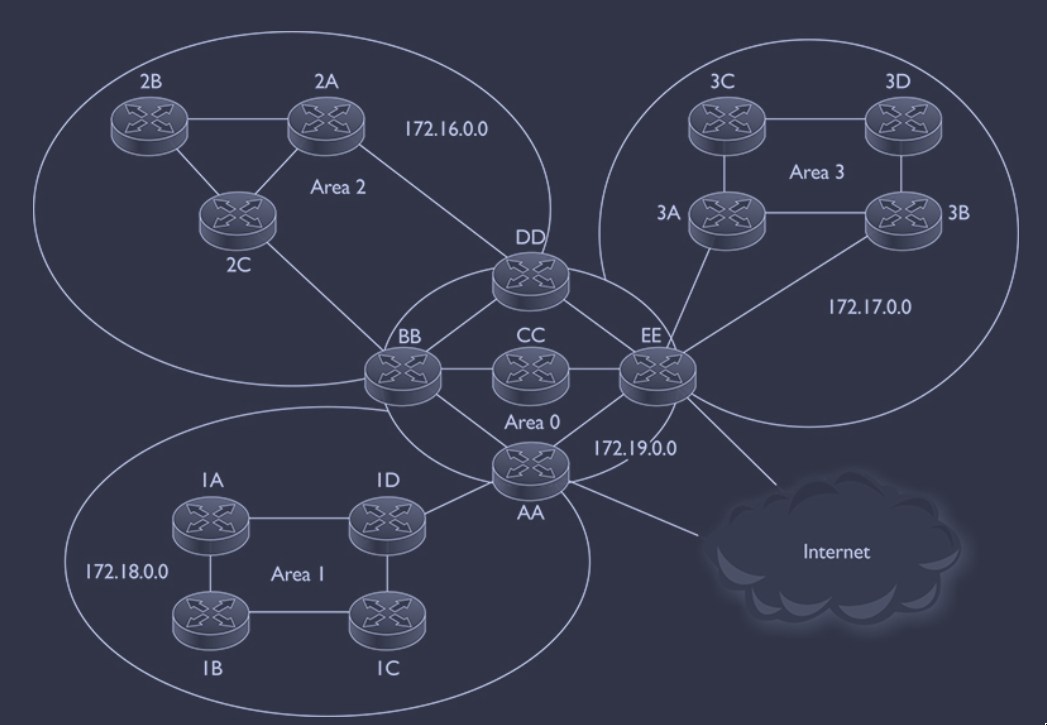 2B
2A
3C
3D
172.16.0.0
Area 2
Area 3
3A
3B
2C
DD
172.17.0.0
BB
CC
EE
Area 0
172.19.0.0
1A
1D
AA
172.18.0.0
Area 1
Internet
1B
1C